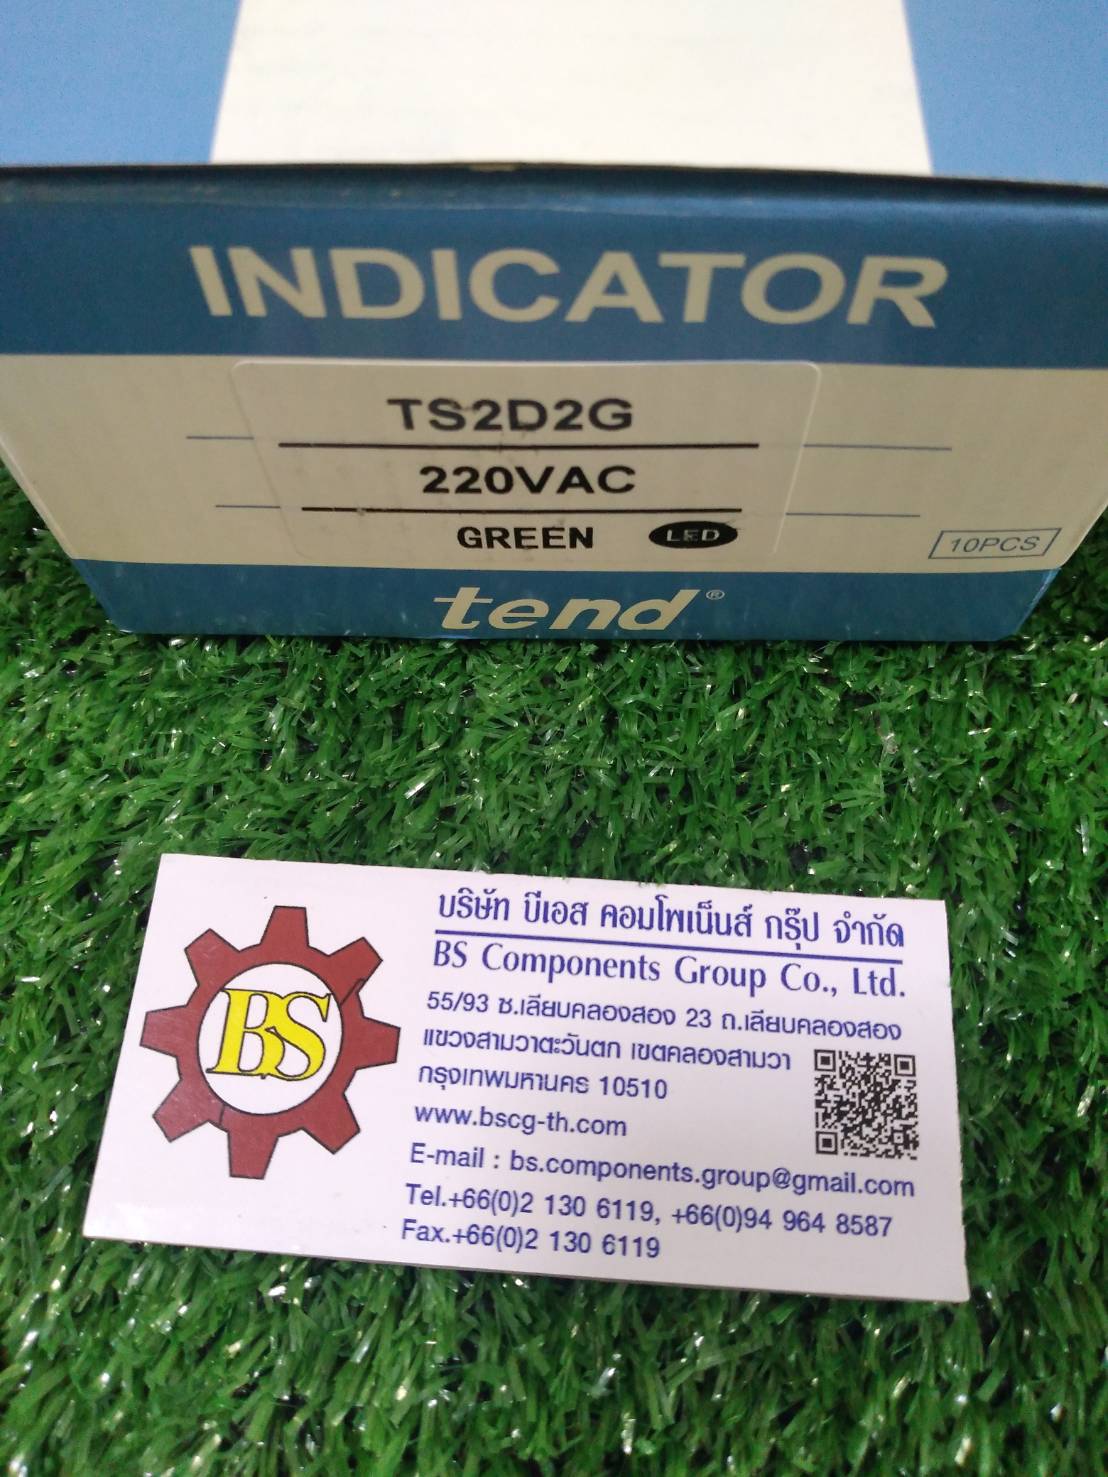 INDICATOR
TS2D2G
220VAC
GREEN LED
10PCS
tend®
BS
บริษัท บีเอส คอมโพเน็นส์ กรุ๊ป จำกัด
BS Components Group Co., Ltd.
55/93 ซ.เลียบคลองสอง 23 ถ.เลียบคลองสอง
แขวงสามวาตะวันตก เขตคลองสามวา
กรุงเทพมหานคร 10510
www.bscg-th.com
E-mail : bs.components.group@gmail.com
Tel.+66(0)2 130 6119, +66(0)94 964 8587
Fax.+66(0)2 130 6119